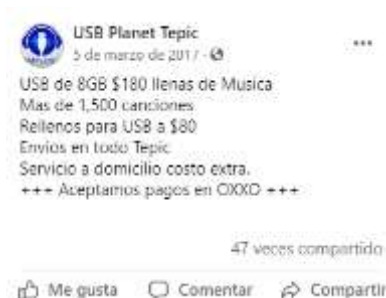 USB Planet Tepic
5 de marzo de 2017 ·
USB de 8GB $180 llenas de Musica
Mas de 1,500 canciones
Rellenos para USB a $80
Envios en todo Tepic
Servicio a domicilio costo extra.
+++ Aceptamos pagos en OXXO +++
47 veces compartido
Me gusta Comentar Compartir